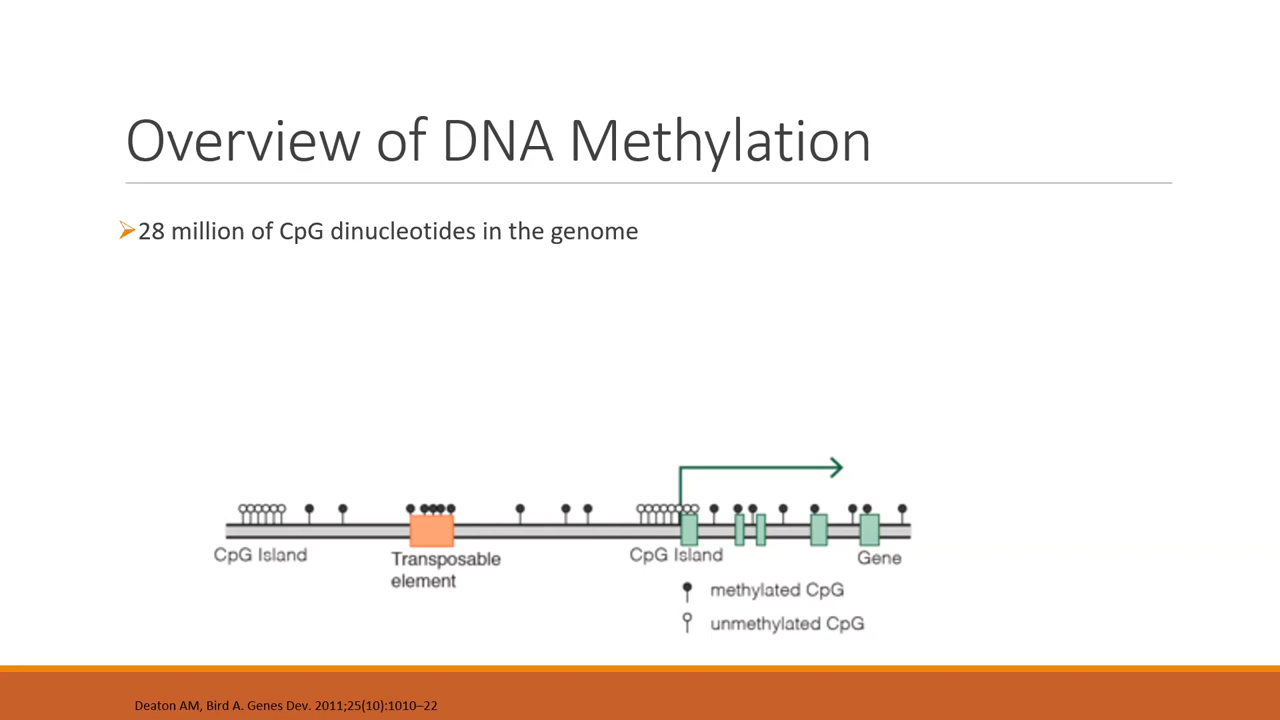 Overview of DNA Methylation
28 million of CpG dinucleotides in the genome
CpG Island
Transposable
element
CpG Island
Gene
methylated CpG
unmethylated CpG
Deaton AM, Bird A. Genes Dev. 2011;25(10):1010–22